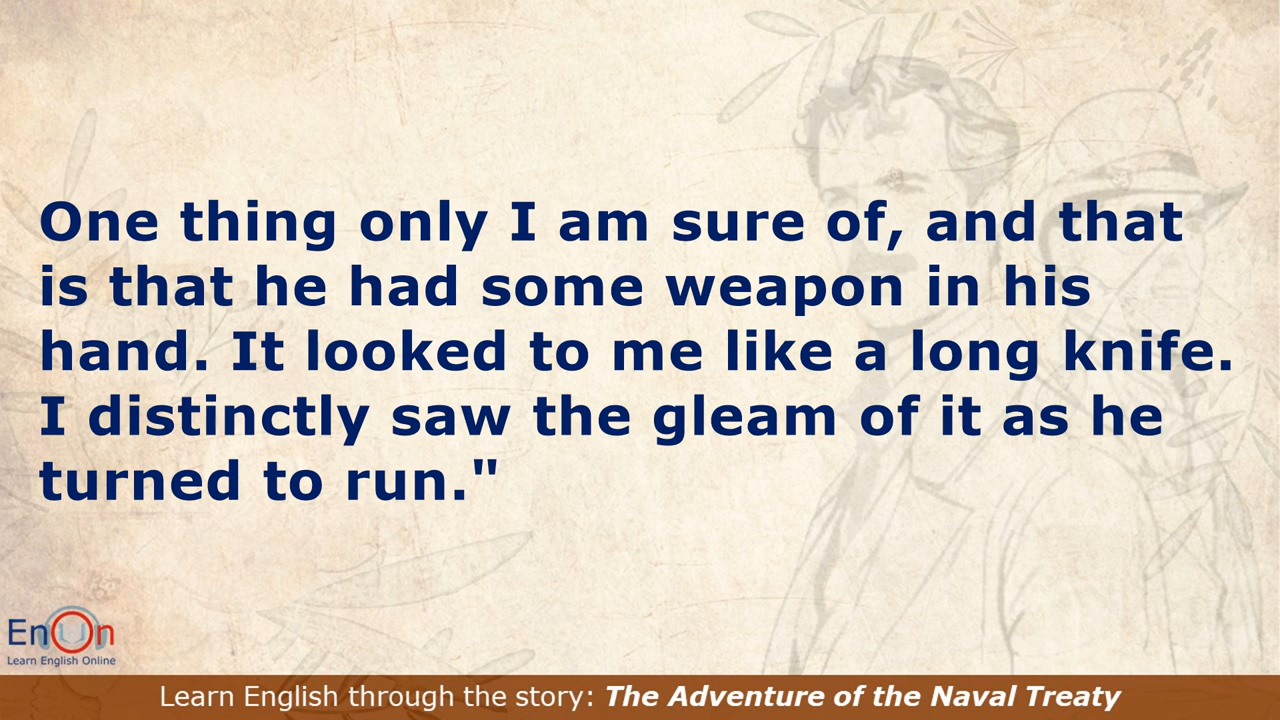 One thing only I am sure of, and that
is that he had some weapon in his
hand. It looked to me like a long knife.
I distinctly saw the gleam of it as he
turned to run."
EnOn
Learn English Online
Learn English through the story: The Adventure of the Naval Treaty